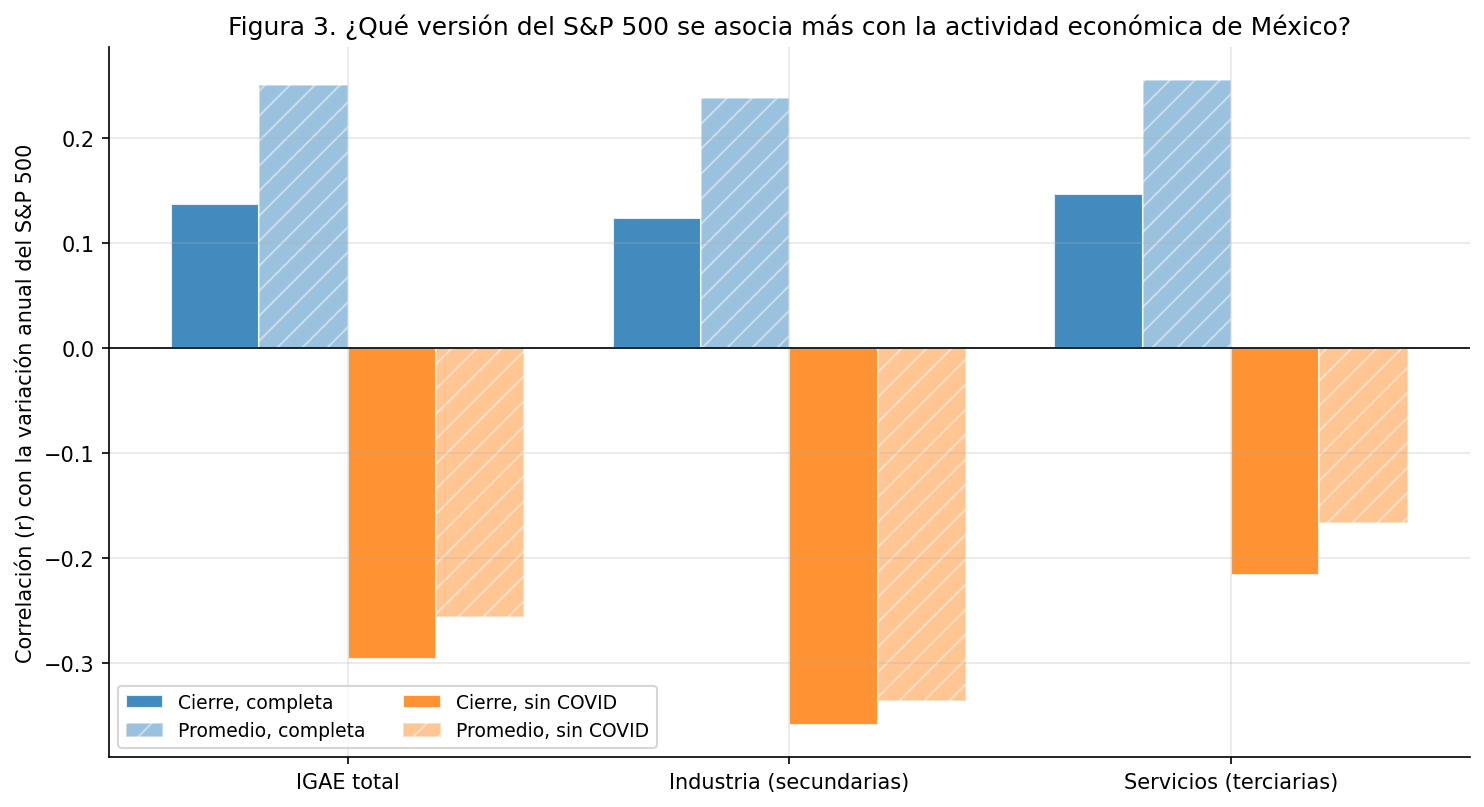 Figura 3. ¿Qué versión del S&P 500 se asocia más con la actividad económica de México?
Correlación (r) con la variación anual del S&P 500
0.2
0.1
0.0
−0.1
−0.2
−0.3
Cierre, completa
Promedio, completa
Cierre, sin COVID
Promedio, sin COVID
IGAE total
Industria (secundarias)
Servicios (terciarias)